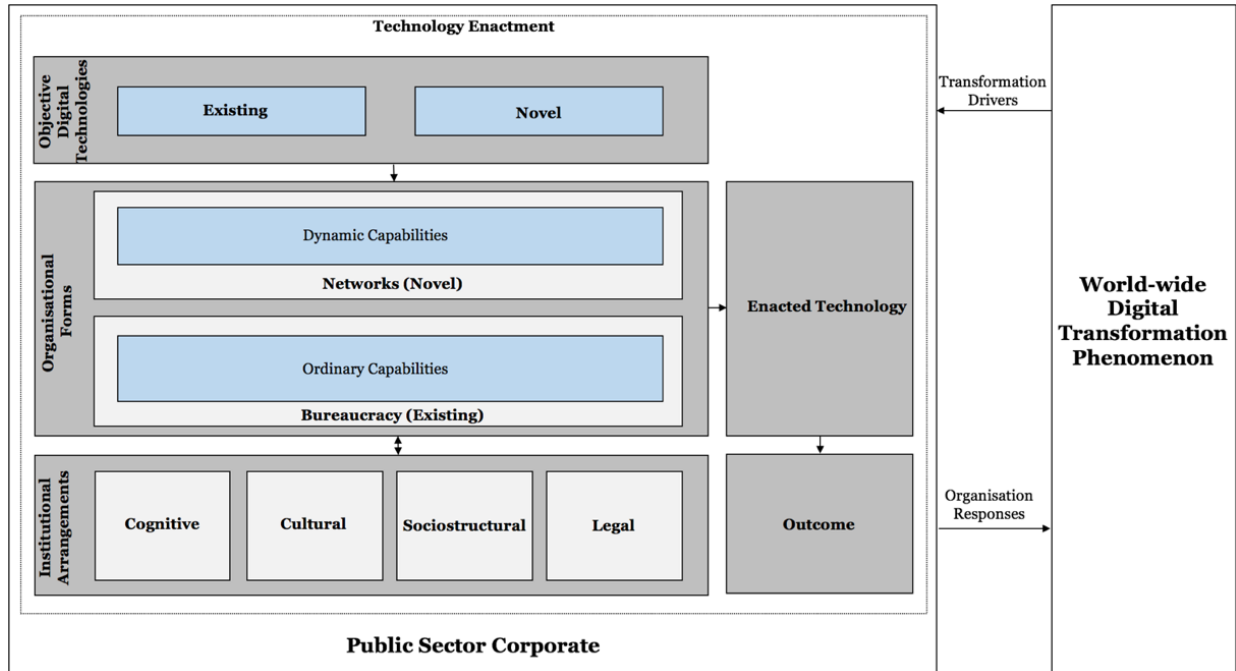 Technology Enactment
Objective
Digital
Technologies
Existing
Novel
Organisational
Forms
Dynamic Capabilities
Networks (Novel)
Ordinary Capabilities
Bureaucracy (Existing)
Enacted Technology
Institutional
Arrangements
Cognitive
Cultural
Sociostructural
Legal
Outcome
Public Sector Corporate
Transformation
Drivers
Organisation
Responses
World-wide
Digital
Transformation
Phenomenon